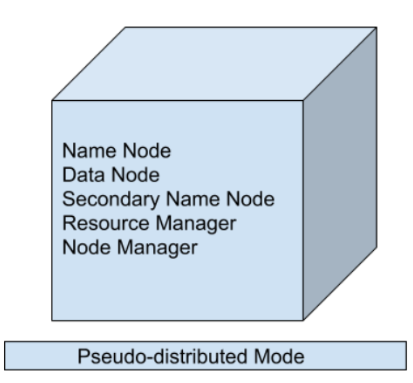 Name Node
Data Node
Secondary Name Node
Resource Manager
Node Manager
Pseudo-distributed Mode